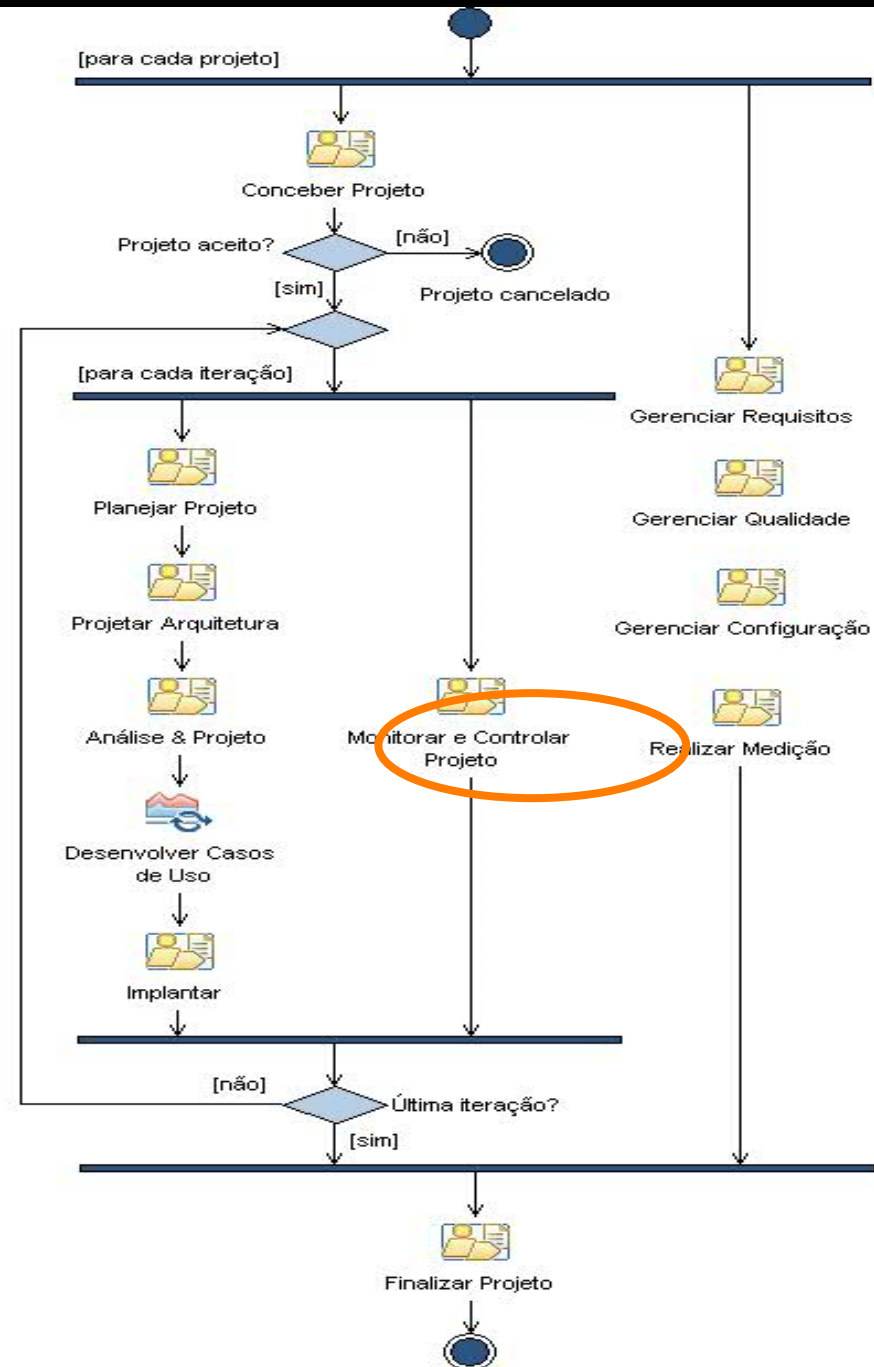 [para cada projeto]
Conceber Projeto
Projeto aceito?
[não]
[sim]
Projeto cancelado
[para cada iteração]
Gerenciar Requisitos
Planejar Projeto
Gerenciar Qualidade
Projetar Arquitetura
Gerenciar Configuração
Análise & Projeto
Monitorar e Controlar
Projeto
Realizar Medição
Desenvolver Casos
de Uso
Implantar
[não]
Última iteração?
[sim]
Finalizar Projeto